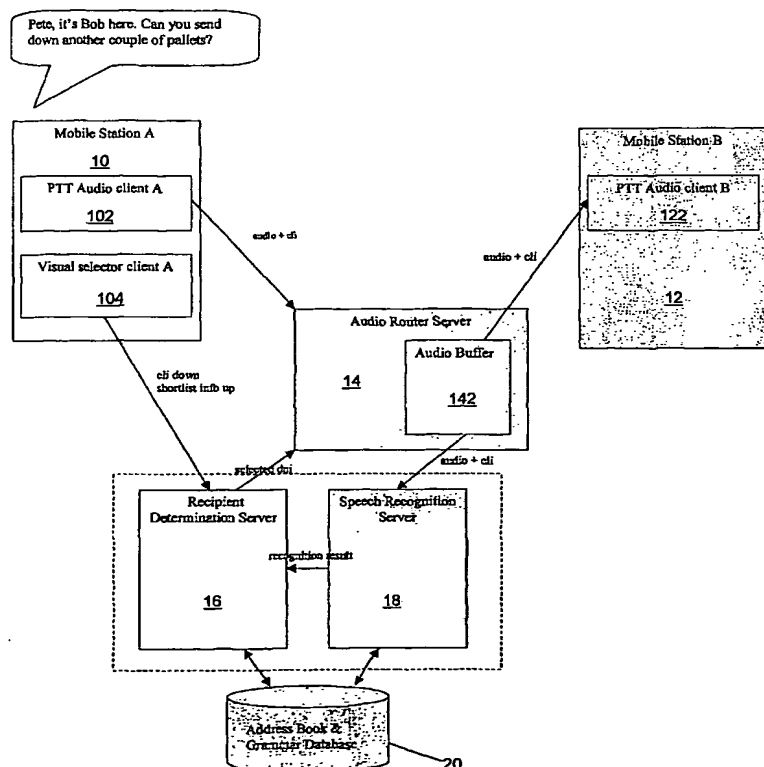 Pete, it's Bob here. Can you send
down another couple of pallets?
Mobile Station A
10
PTT Audio client A
102
Visual selector client A
104
Mobile Station B
PTT Audio client B
122
12
audio + cli
audio + cli
Audio Router Server
14
Audio Buffer
142
cli down
shortlist info up
selected dni
audio + cli
Recipient
Determination Server
16
Speech Recognition
Server
18
recognition result
Address Book &
Grammar Database
20